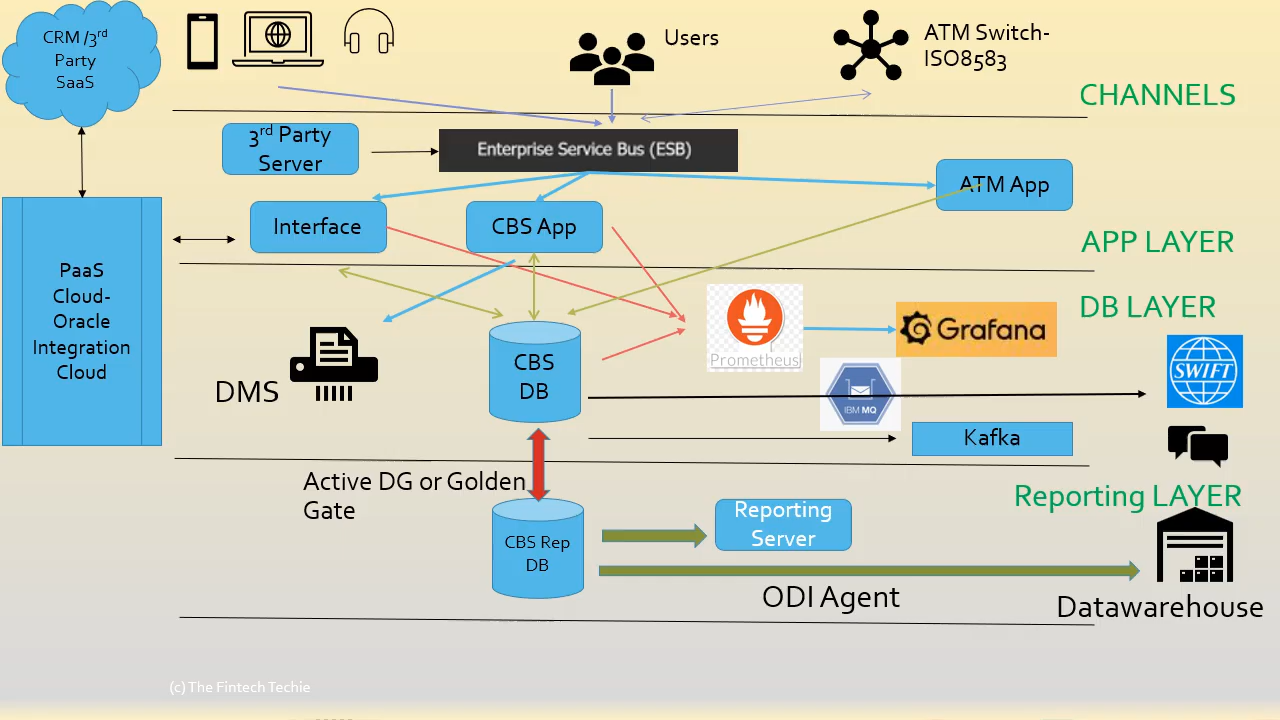 CRM /3rd
Party
SaaS
Users
ATM Switch-
ISO8583
CHANNELS
3rd Party
Server
Enterprise Service Bus (ESB)
ATM App
Interface
CBS App
APP LAYER
PaaS
Cloud-
Oracle
Integration
Cloud
DB LAYER
Prometheus
Grafana
CBS
DB
DMS
SWIFT
IBM MQ
Kafka
Active DG or Golden
Gate
Reporting LAYER
Reporting
Server
CBS Rep
DB
ODI Agent
Datawarehouse
(c) The Fintech Techie